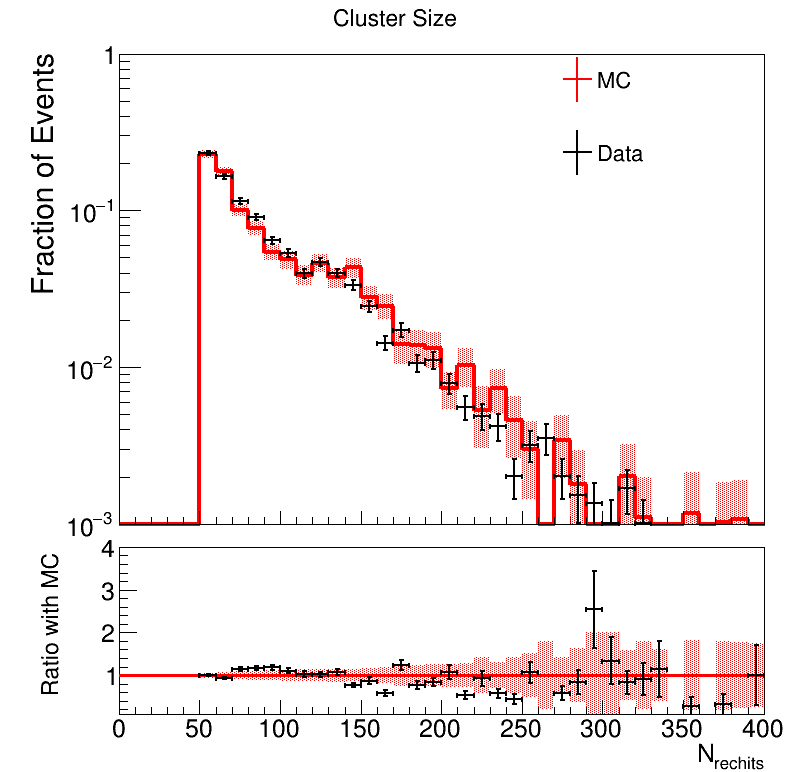 Cluster Size
Fraction of Events
1
10⁻¹
10⁻²
10⁻³
MC
Data
Ratio with MC
4
3
2
1
0 50 100 150 200 250 300 350 400
N_rechits